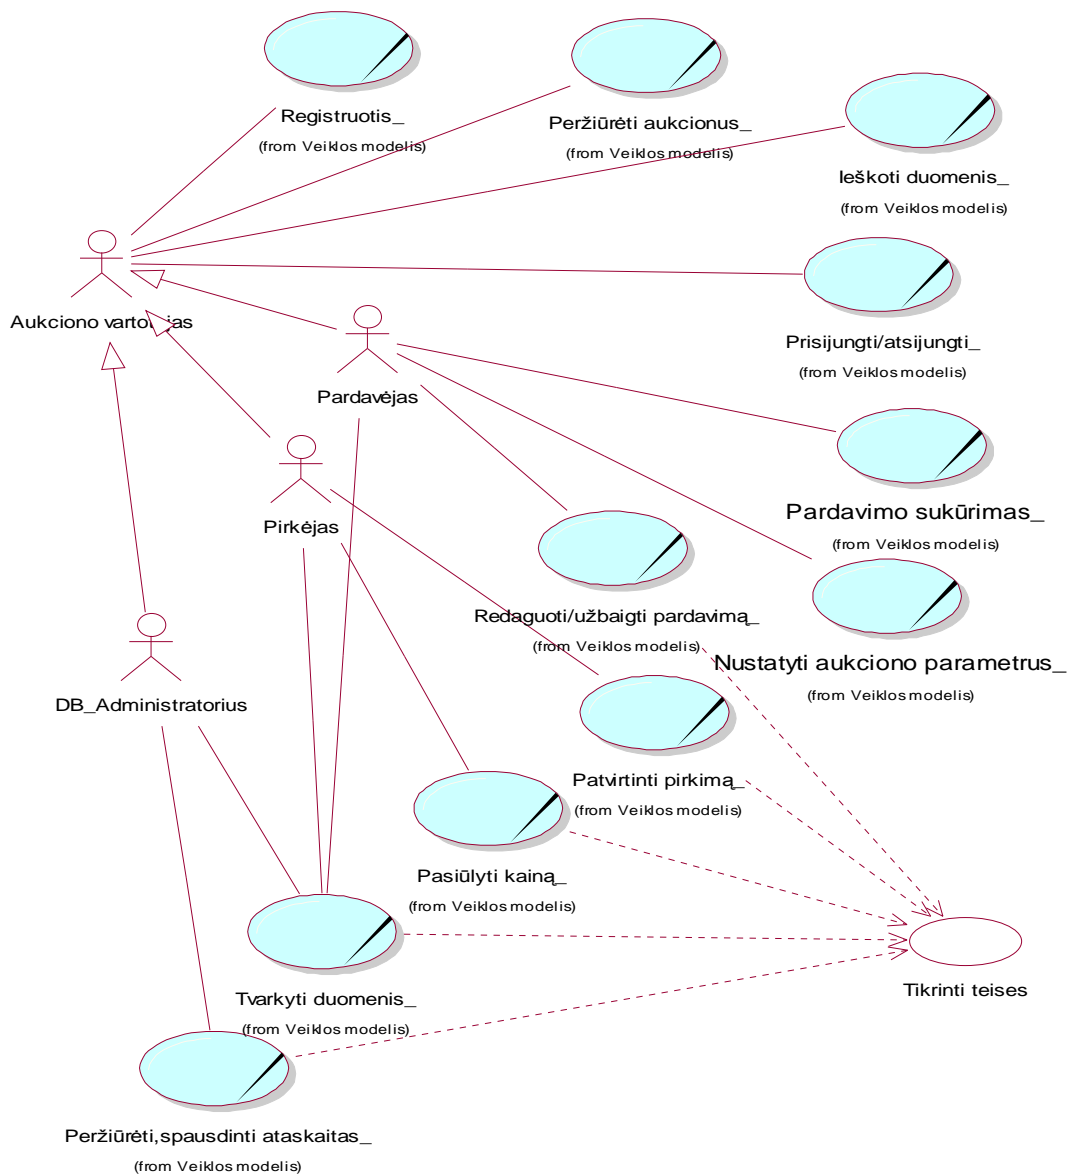 Registruotis_
(from Veiklos modelis)
Peržiūrėti aukcionus_
(from Veiklos modelis)
Ieškoti duomenis_
(from Veiklos modelis)
Aukciono vartotojas
Prisijungti/atsijungti_
(from Veiklos modelis)
Pardavėjas
Pardavimo sukūrimas_
(from Veiklos modelis)
Pirkėjas
Redaguoti/užbaigti pardavimą_
(from Veiklos modelis)
Nustatyti aukciono parametrus_
(from Veiklos modelis)
DB_Administratorius
Patvirtinti pirkimą_
(from Veiklos modelis)
Pasiūlyti kainą_
(from Veiklos modelis)
Tvarkyti duomenis_
(from Veiklos modelis)
Tikrinti teises
Peržiūrėti,spausdinti ataskaitas_
(from Veiklos modelis)